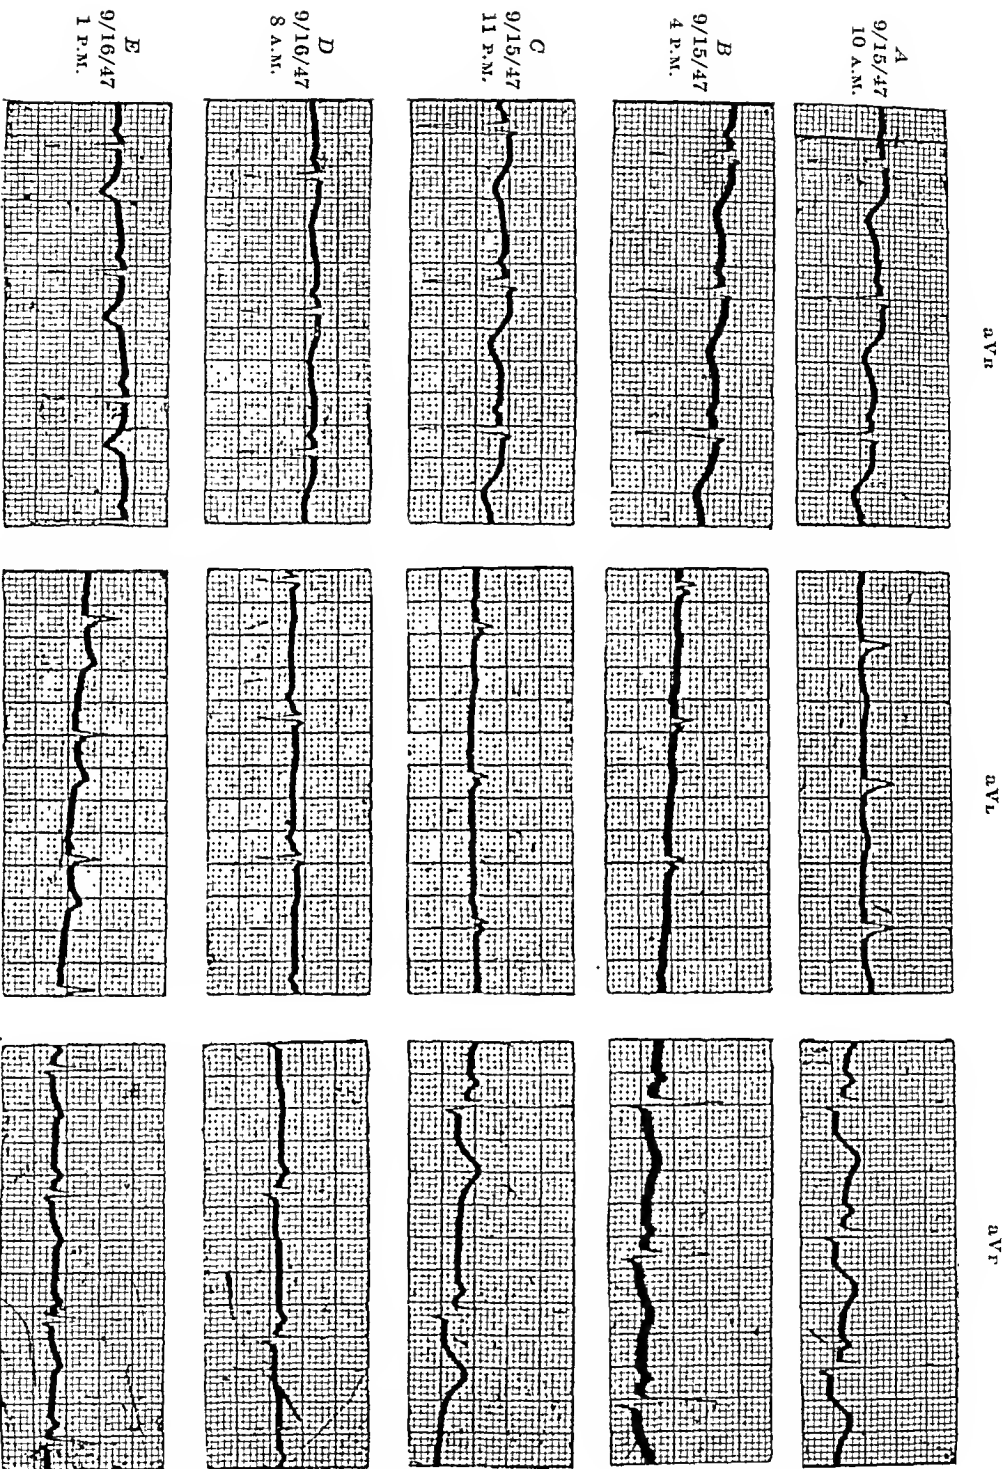 A
9/15/47
10 A.M.
B
9/15/47
4 P.M.
C
9/15/47
11 P.M.
D
9/16/47
8 A.M.
E
9/16/47
1 P.M.
aVR
aVL
aVF